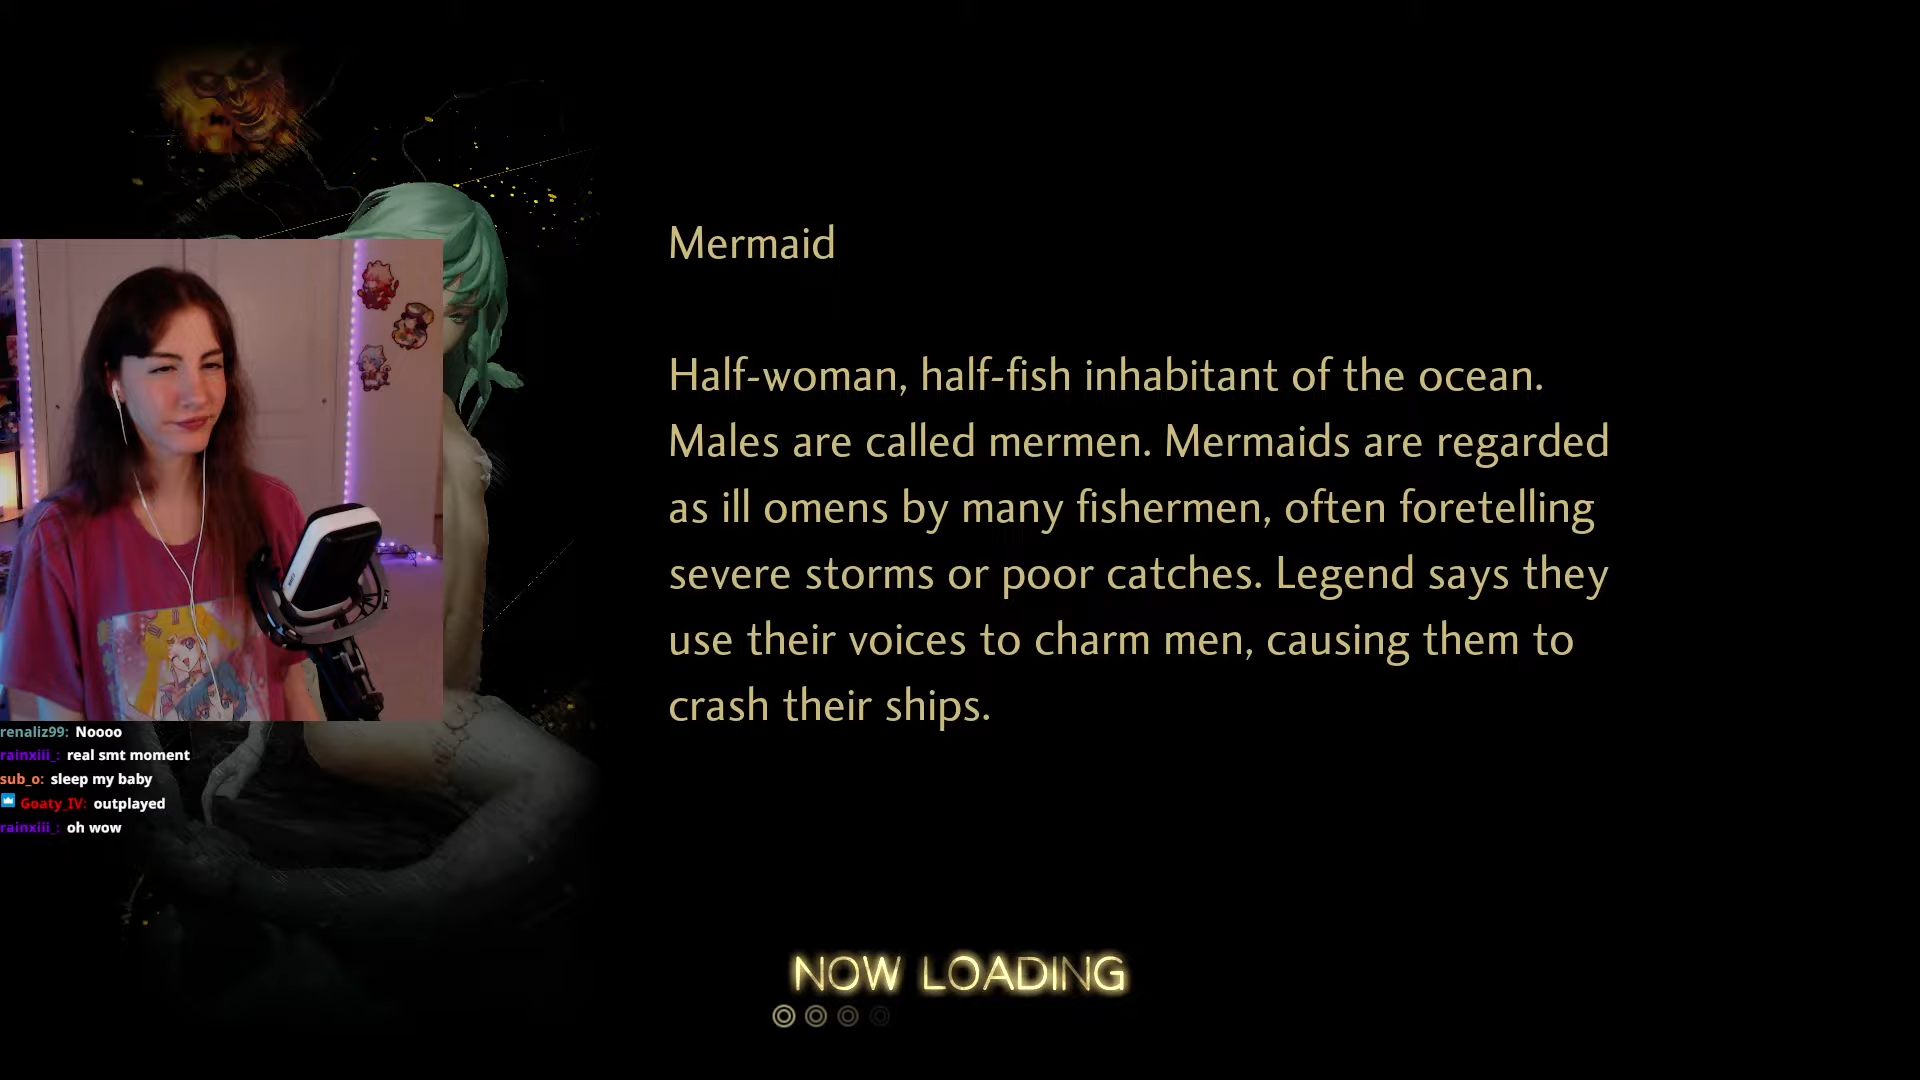 Mermaid
Half-woman, half-fish inhabitant of the ocean.
Males are called mermen. Mermaids are regarded
as ill omens by many fishermen, often foretelling
severe storms or poor catches. Legend says they
use their voices to charm men, causing them to
crash their ships.
renaliz99: Noooo
rainxiii_: real smt moment
sub_o: sleep my baby
Goaty_IV: outplayed
rainxiii_: oh wow
NOW LOADING